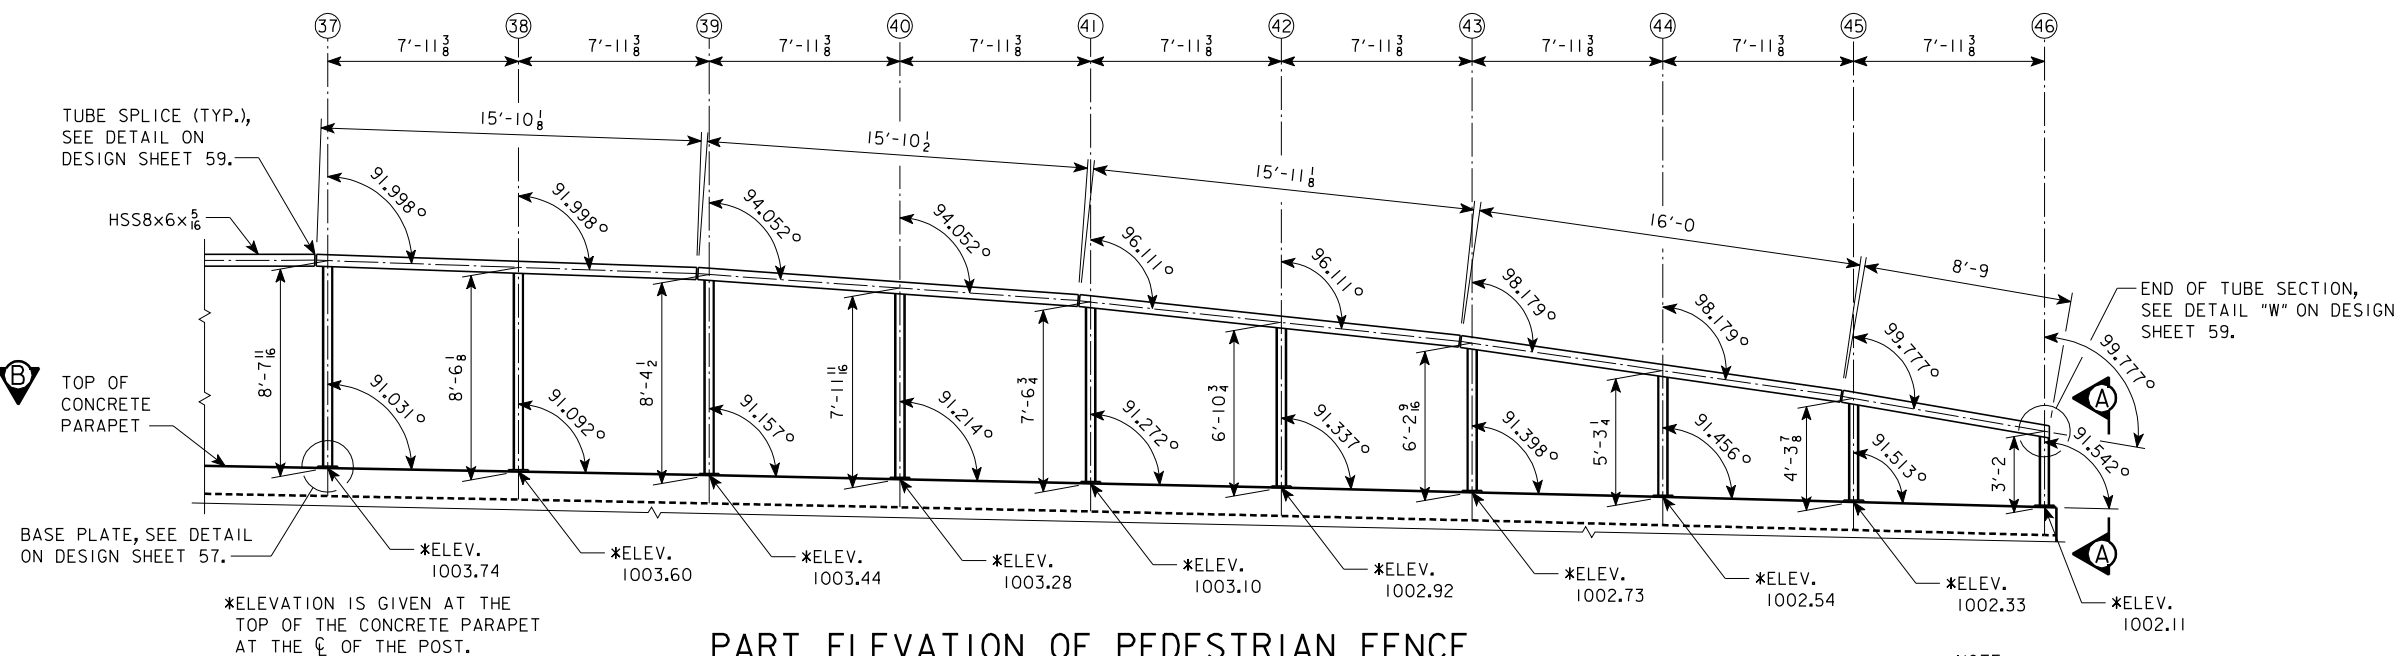 37 38 39 40 41 42 43 44 45 46
7'-11 3/8 7'-11 3/8 7'-11 3/8 7'-11 3/8 7'-11 3/8 7'-11 3/8 7'-11 3/8 7'-11 3/8 7'-11 3/8
TUBE SPLICE (TYP.),
SEE DETAIL ON
DESIGN SHEET 59.
15'-10 1/8
15'-10 1/2
15'-11 1/8
16'-0
8'-9
HSS8x6x 5/16
END OF TUBE SECTION,
SEE DETAIL "W" ON DESIGN
SHEET 59.
91.998°
91.998°
94.052°
94.052°
96.111°
96.111°
98.179°
98.179°
99.777°
99.777°
B
TOP OF
CONCRETE
PARAPET
8'-7 11/16
8'-6 1/8
8'-4 1/2
7'-11 11/16
7'-6 3/4
6'-10 3/4
6'-2 9/16
5'-3 1/4
4'-3 7/8
3'-2
91.031°
91.092°
91.157°
91.214°
91.272°
91.337°
91.398°
91.456°
91.513°
91.542°
A
A
BASE PLATE, SEE DETAIL
ON DESIGN SHEET 57.
*ELEV.
1003.74
*ELEV.
1003.60
*ELEV.
1003.44
*ELEV.
1003.28
*ELEV.
1003.10
*ELEV.
1002.92
*ELEV.
1002.73
*ELEV.
1002.54
*ELEV.
1002.33
*ELEV.
1002.11
*ELEVATION IS GIVEN AT THE
TOP OF THE CONCRETE PARAPET
AT THE ℄ OF THE POST.
PART ELEVATION OF PEDESTRIAN FENCE